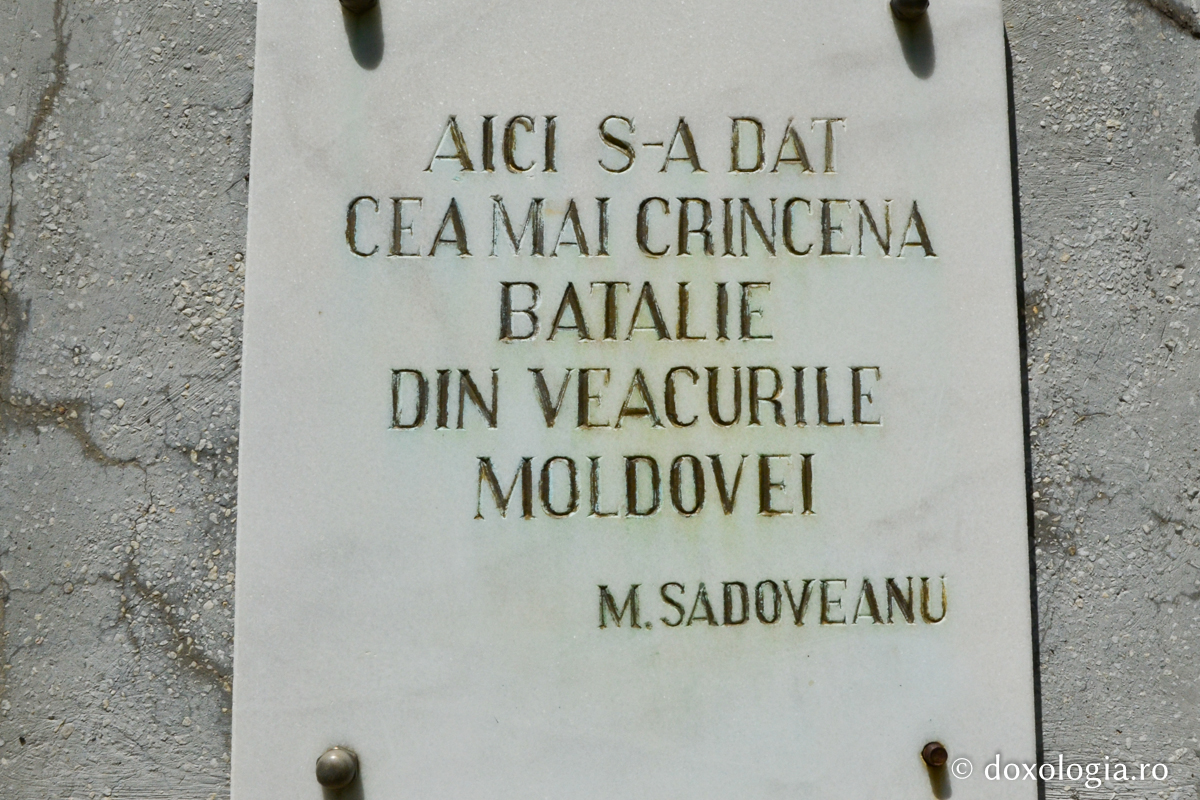 AICI S-A DAT
CEA MAI CRINCENA
BATALIE
DIN VEACURILE
MOLDOVEI
M. SADOVEANU
© doxologia.ro